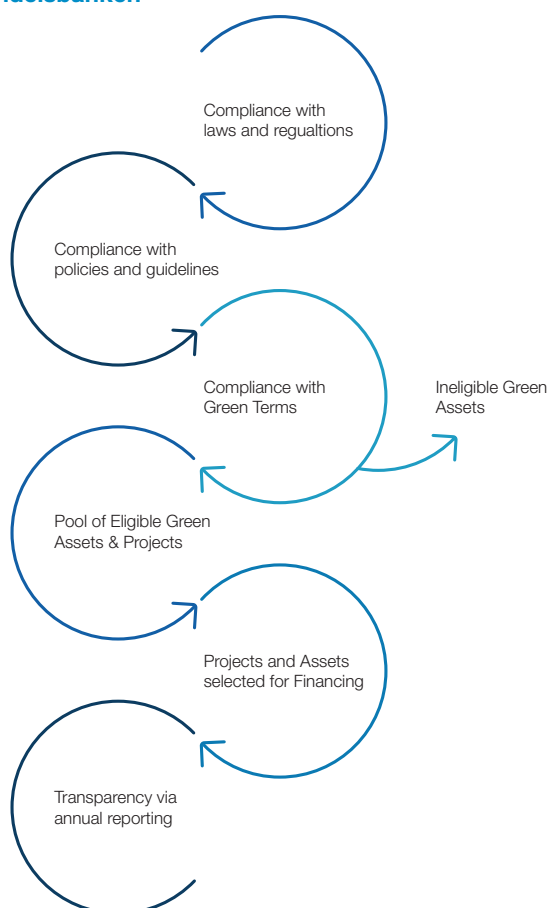 Compliance with
laws and regualtions
Compliance with
policies and guidelines
Compliance with
Green Terms
Ineligible Green
Assets
Pool of Eligible Green
Assets & Projects
Projects and Assets
selected for Financing
Transparency via
annual reporting